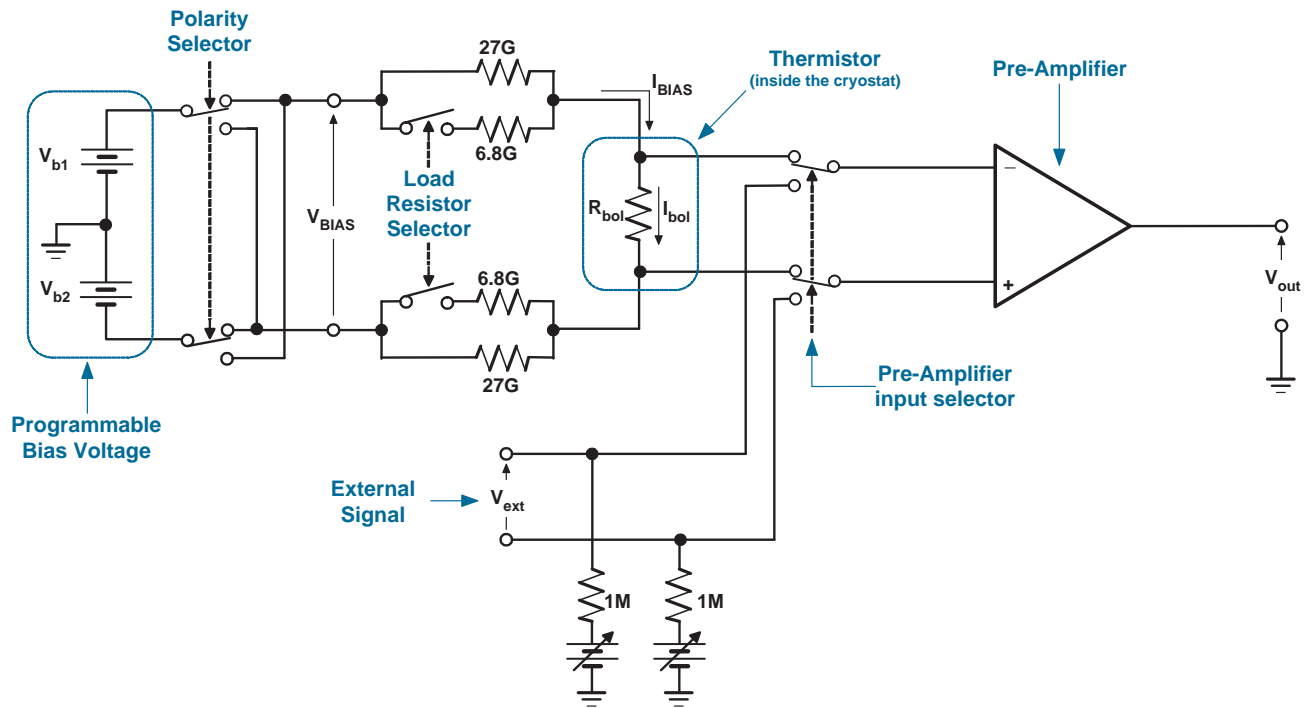 Polarity
Selector
27G
I_BIAS
Thermistor
(inside the cryostat)
Pre-Amplifier
6.8G
V_b1
Load
Resistor
Selector
V_BIAS
R_bol
I_bol
−
V_b2
6.8G
+
V_out
27G
Pre-Amplifier
input selector
Programmable
Bias Voltage
External
Signal
V_ext
1M
1M